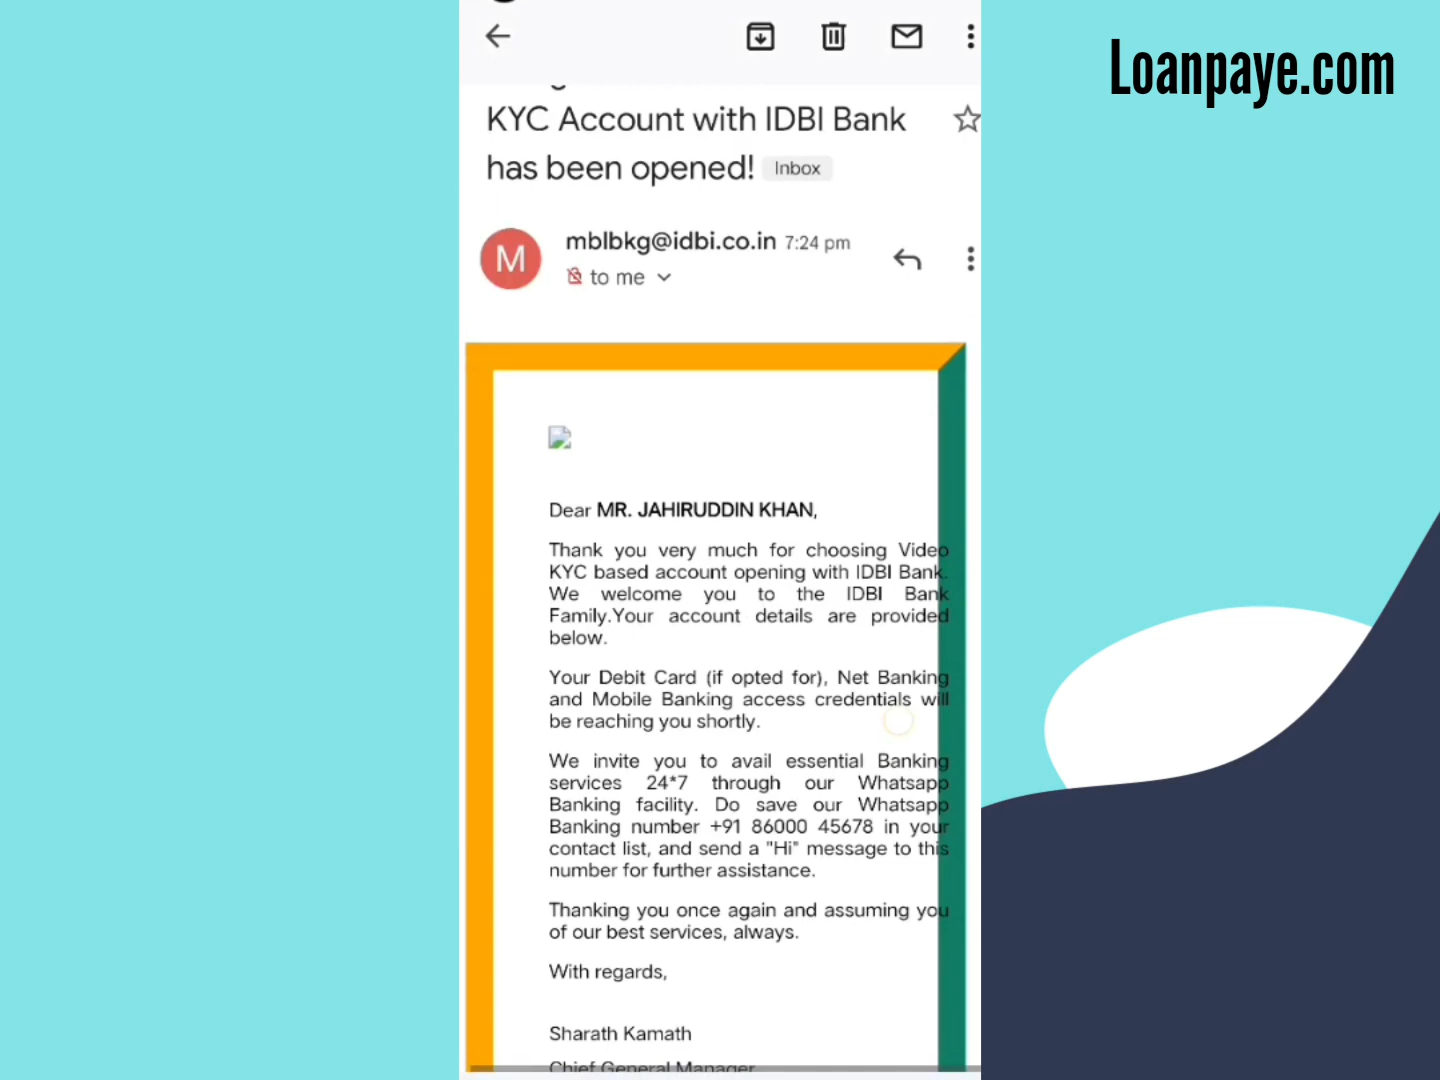 Loanpaye.com
KYC Account with IDBI Bank
has been opened! Inbox
M
mblbkg@idbi.co.in 7:24 pm
to me
Dear MR. JAHIRUDDIN KHAN,
Thank you very much for choosing Video
KYC based account opening with IDBI Bank.
We welcome you to the IDBI Bank
Family.Your account details are provided
below.
Your Debit Card (if opted for), Net Banking
and Mobile Banking access credentials will
be reaching you shortly.
We invite you to avail essential Banking
services 24*7 through our Whatsapp
Banking facility. Do save our Whatsapp
Banking number +91 86000 45678 in your
contact list, and send a "Hi" message to this
number for further assistance.
Thanking you once again and assuming you
of our best services, always.
With regards,
Sharath Kamath
Chief General Manager